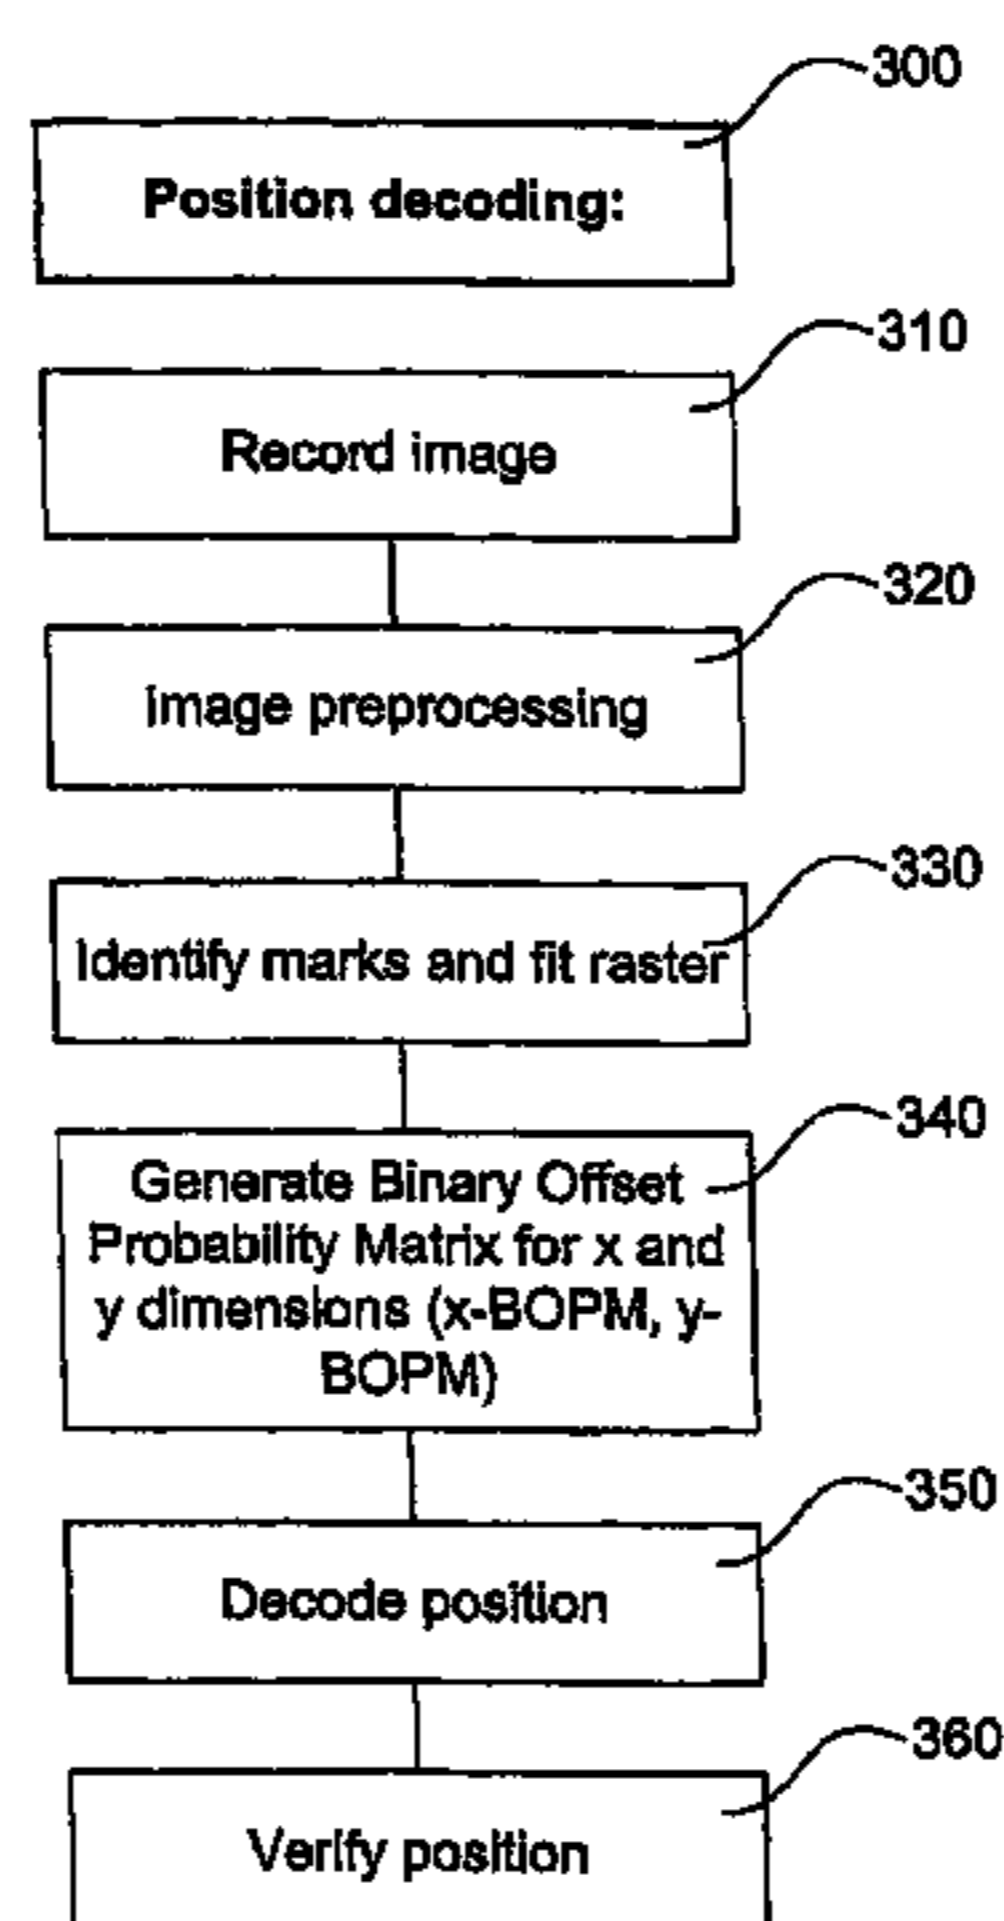 300
Position decoding:
310
Record image
320
Image preprocessing
330
Identify marks and fit raster
340
Generate Binary Offset
Probability Matrix for x and
y dimensions (x-BOPM, y-
BOPM)
350
Decode position
360
Verify position